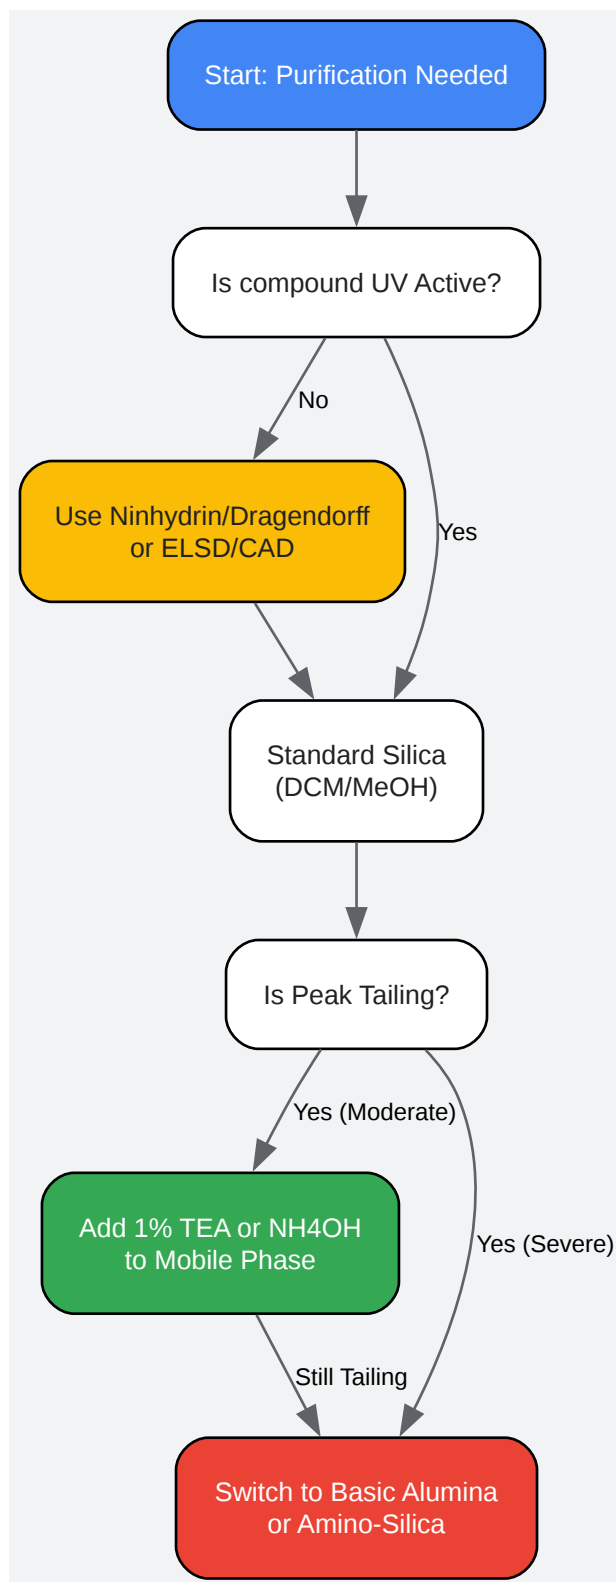 Start: Purification Needed
Is compound UV Active?
No
Use Ninhydrin/Dragendorff
or ELSD/CAD
Yes
Standard Silica
(DCM/MeOH)
Is Peak Tailing?
Yes (Moderate)
Add 1% TEA or NH4OH
to Mobile Phase
Yes (Severe)
Still Tailing
Switch to Basic Alumina
or Amino-Silica